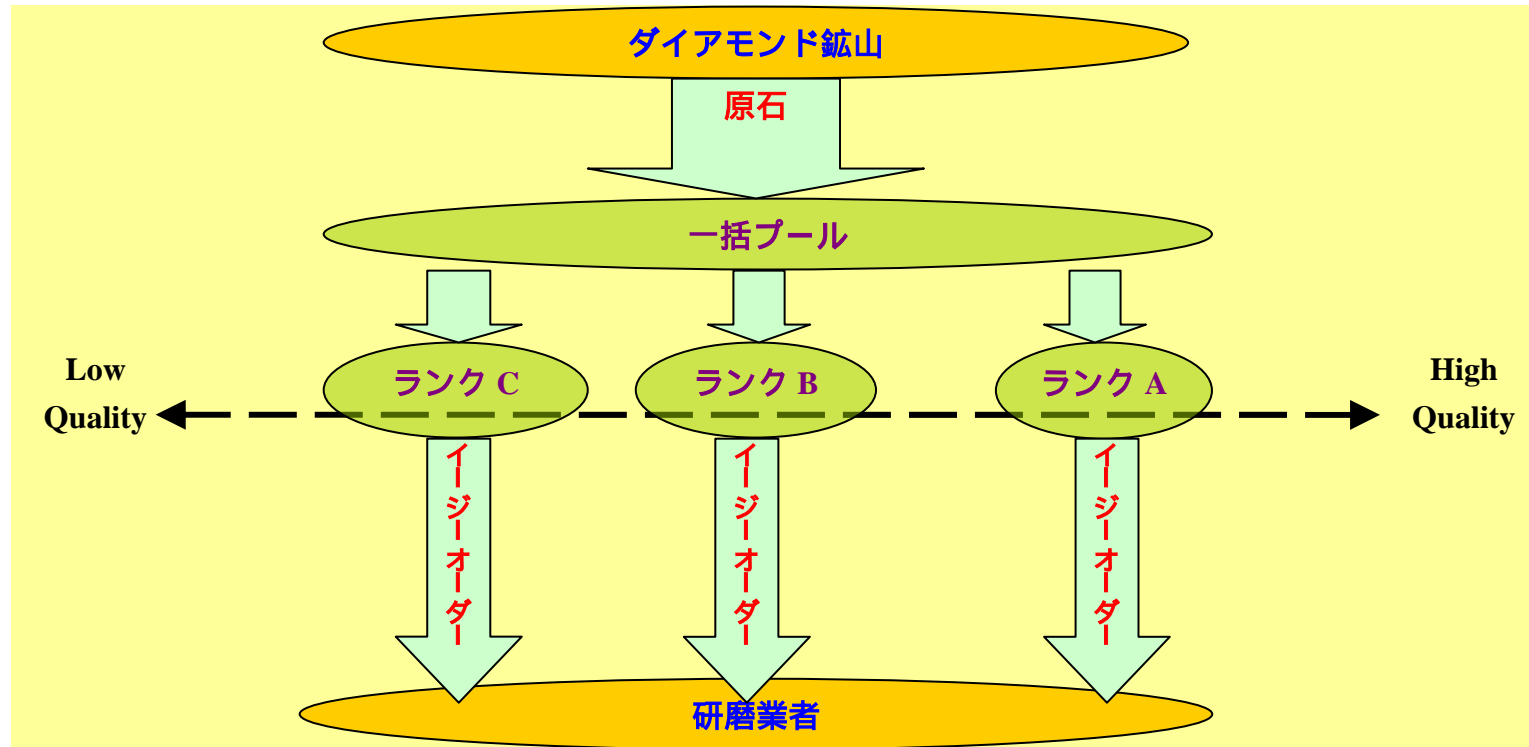 ダイアモンド鉱山
原石
一括プール
Low
Quality
ランク C
ランク B
ランク A
High
Quality
イージーオーダー
イージーオーダー
イージーオーダー
研磨業者